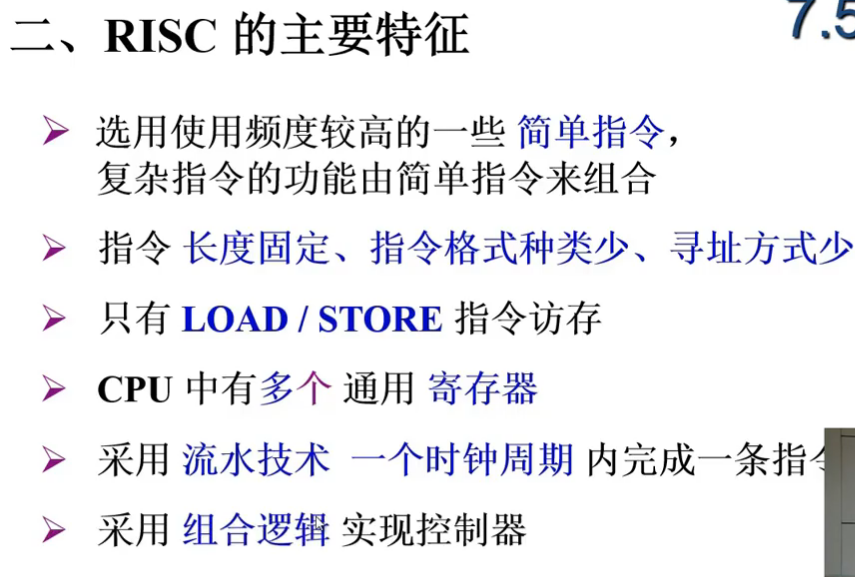 二、RISC 的主要特征
7.5
选用使用频度较高的一些 简单指令，
复杂指令的功能由简单指令来组合
指令 长度固定、指令格式种类少、寻址方式少
只有 LOAD / STORE 指令访存
CPU 中有多个 通用 寄存器
采用 流水技术 一个时钟周期 内完成一条指令
采用 组合逻辑 实现控制器